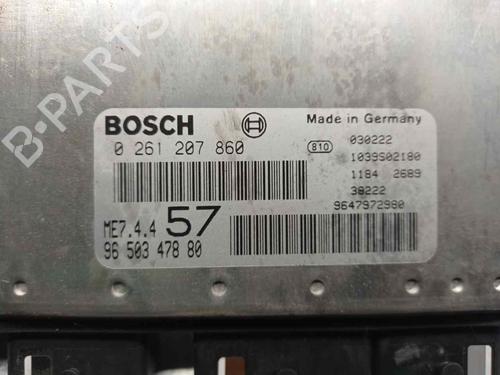 B-PARTS
BOSCH
Made in Germany
0 261 207 860
810
030222
1039S02180
1184 2689
38222
9647972980
ME7.4.4 57
96 503 478 80